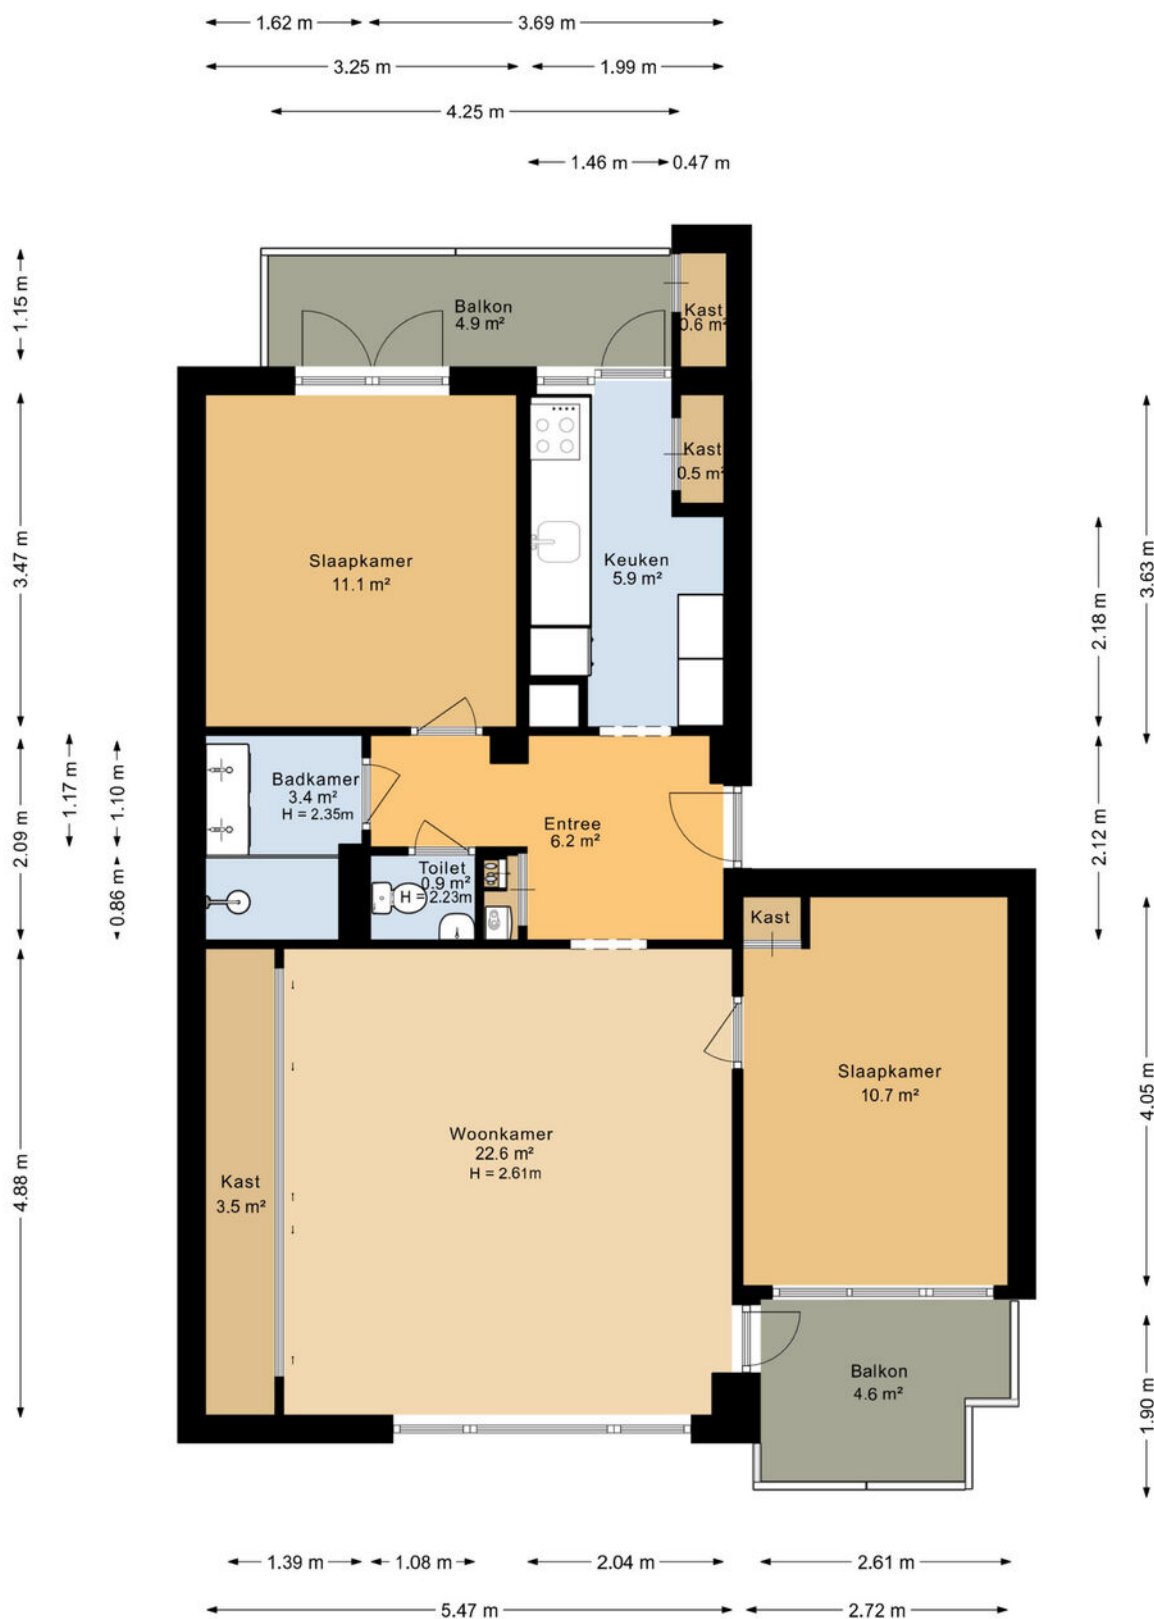 1.62 m
3.69 m
3.25 m
1.99 m
4.25 m
1.46 m
0.47 m
1.15 m
Balkon
4.9 m²
Kast
0.6 m²
3.47 m
Kast
0.5 m²
3.63 m
Slaapkamer
11.1 m²
Keuken
5.9 m²
2.18 m
2.09 m
1.17 m
1.10 m
0.86 m
Badkamer
3.4 m²
H = 2.35m
Entree
6.2 m²
2.12 m
Toilet
0.9 m²
H = 2.23m
Kast
Slaapkamer
10.7 m²
4.05 m
Woonkamer
22.6 m²
H = 2.61m
Kast
3.5 m²
4.88 m
Balkon
4.6 m²
1.90 m
1.39 m
1.08 m
2.04 m
2.61 m
5.47 m
2.72 m